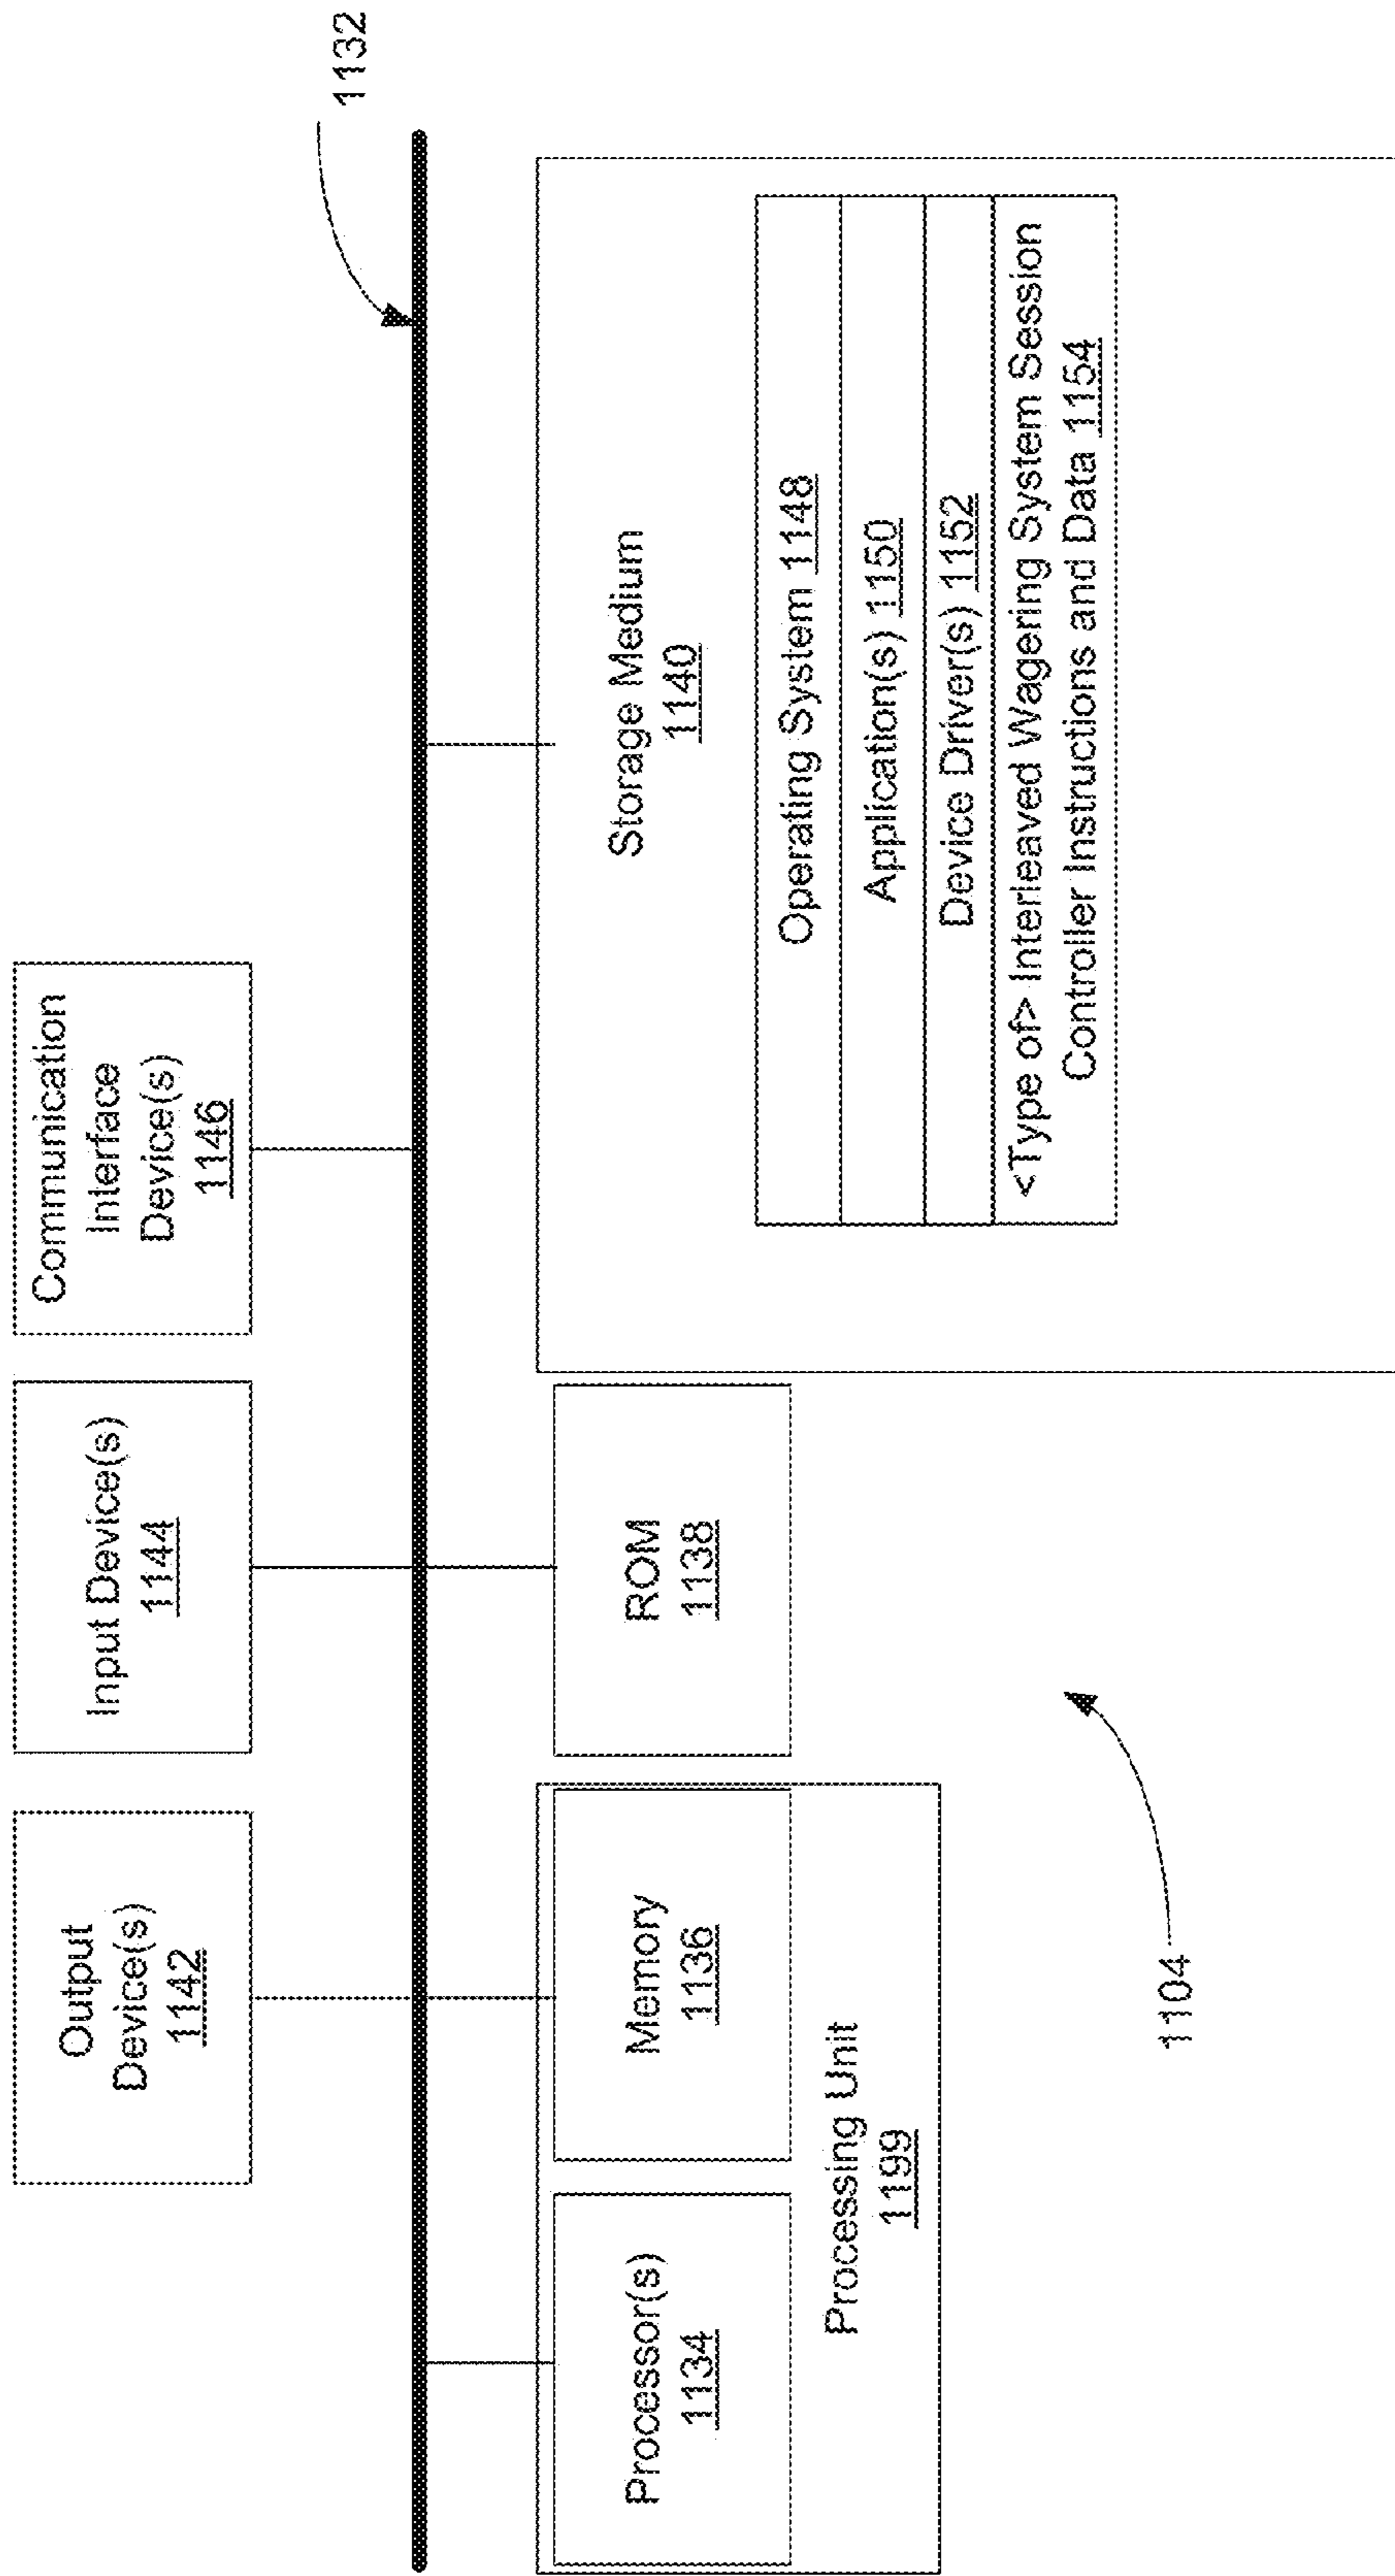 Output
Device(s)
1142
Input Device(s)
1144
Communication
Interface
Device(s)
1146
1132
Processor(s)
1134
Memory
1136
Processing Unit
1199
ROM
1138
Storage Medium
1140
Operating System 1148
Application(s) 1150
Device Driver(s) 1152
<Type of> Interleaved Wagering System Session
Controller Instructions and Data 1154
1104